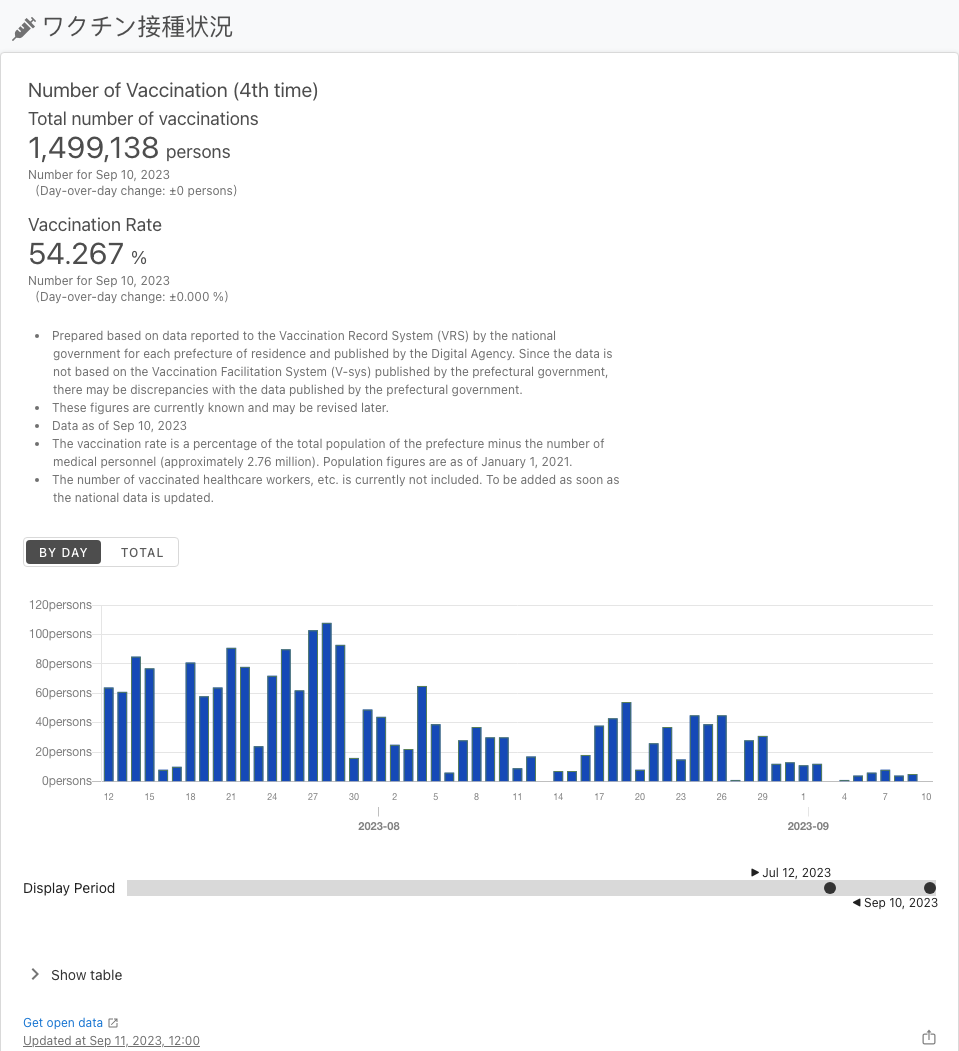 ワクチン接種状況
Number of Vaccination (4th time)
Total number of vaccinations
1,499,138 persons
Number for Sep 10, 2023
(Day-over-day change: ±0 persons)
Vaccination Rate
54.267 %
Number for Sep 10, 2023
(Day-over-day change: ±0.000 %)
• Prepared based on data reported to the Vaccination Record System (VRS) by the national
government for each prefecture of residence and published by the Digital Agency. Since the data is
not based on the Vaccination Facilitation System (V-sys) published by the prefectural government,
there may be discrepancies with the data published by the prefectural government.
• These figures are currently known and may be revised later.
• Data as of Sep 10, 2023
• The vaccination rate is a percentage of the total population of the prefecture minus the number of
medical personnel (approximately 2.76 million). Population figures are as of January 1, 2021.
• The number of vaccinated healthcare workers, etc. is currently not included. To be added as soon as
the national data is updated.
BY DAY TOTAL
120persons
100persons
80persons
60persons
40persons
20persons
0persons
12 15 18 21 24 27 30 2 5 8 11 14 17 20 23 26 29 1 4 7 10
2023-08 2023-09
Jul 12, 2023
Display Period
Sep 10, 2023
Show table
Get open data
Updated at Sep 11, 2023, 12:00